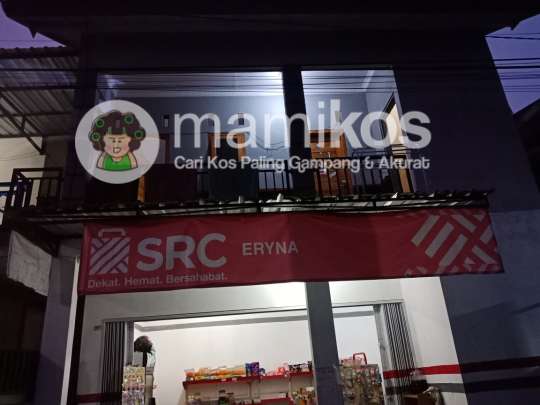 mamikos
Cari Kos Paling Gampang & Akurat
SRC ERYNA
Dekat. Hemat. Bersahabat.